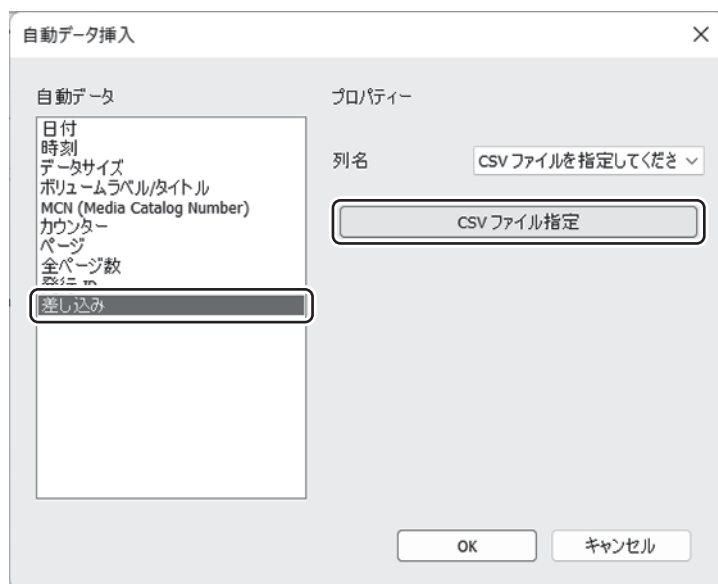 自動データ挿入
自動データ
プロパティー
日付
時刻
データサイズ
ボリュームラベル/タイトル
MCN (Media Catalog Number)
カウンター
ページ
全ページ数
発行 ID
差し込み
列名
CSV ファイルを指定してくださ
CSV ファイル指定
OK
キャンセル